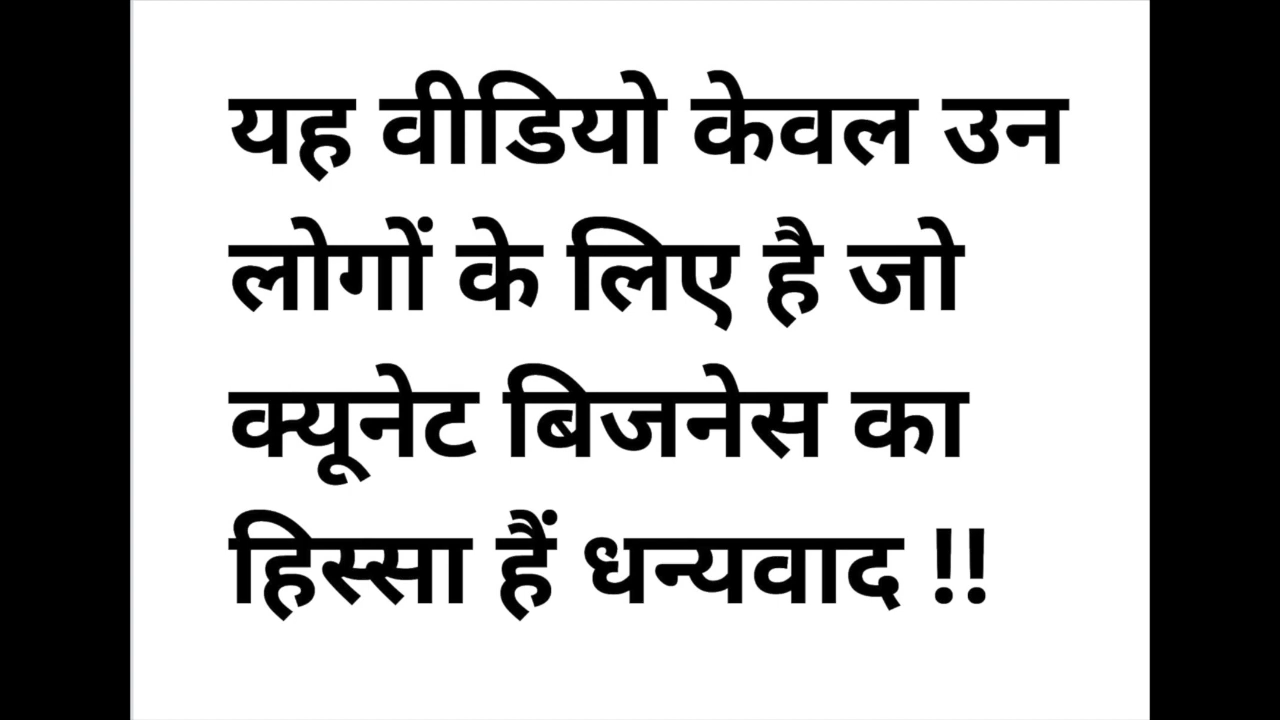 यह वीडियो केवल उन
लोगों के लिए है जो
क्यूनेट बिजनेस का
हिस्सा हैं धन्यवाद !!